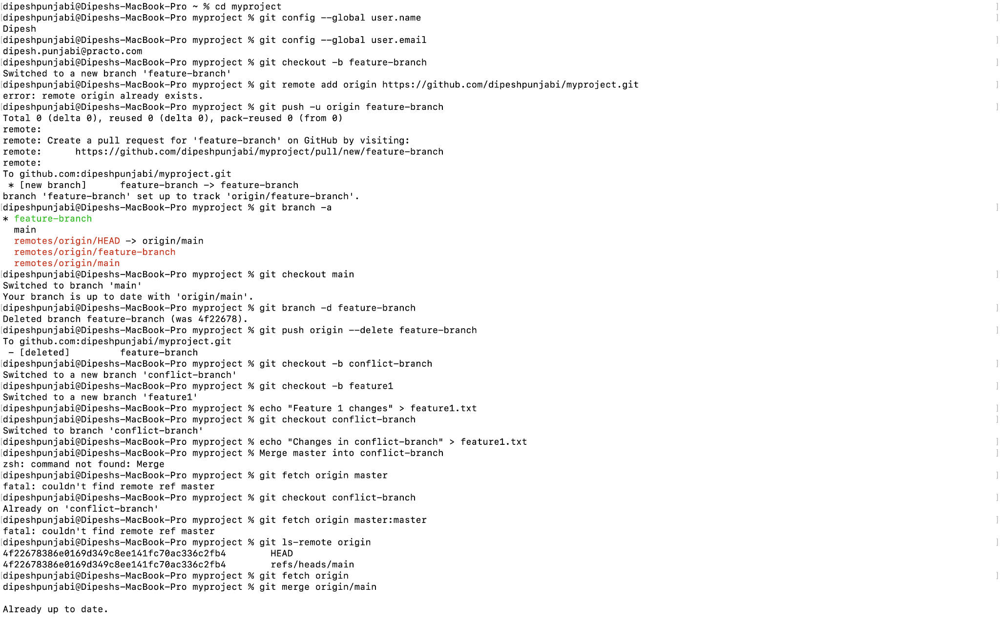 dipeshpunjabi@Dipeshs-MacBook-Pro ~ % cd myproject
dipeshpunjabi@Dipeshs-MacBook-Pro myproject % git config --global user.name
Dipesh
dipeshpunjabi@Dipeshs-MacBook-Pro myproject % git config --global user.email
dipesh.punjabi@practo.com
dipeshpunjabi@Dipeshs-MacBook-Pro myproject % git checkout -b feature-branch
Switched to a new branch 'feature-branch'
dipeshpunjabi@Dipeshs-MacBook-Pro myproject % git remote add origin https://github.com/dipeshpunjabi/myproject.git
error: remote origin already exists.
dipeshpunjabi@Dipeshs-MacBook-Pro myproject % git push -u origin feature-branch
Total 0 (delta 0), reused 0 (delta 0), pack-reused 0 (from 0)
remote:
remote: Create a pull request for 'feature-branch' on GitHub by visiting:
remote:      https://github.com/dipeshpunjabi/myproject/pull/new/feature-branch
remote:
To github.com:dipeshpunjabi/myproject.git
 * [new branch]      feature-branch -> feature-branch
branch 'feature-branch' set up to track 'origin/feature-branch'.
dipeshpunjabi@Dipeshs-MacBook-Pro myproject % git branch -a
* feature-branch
  main
  remotes/origin/HEAD -> origin/main
  remotes/origin/feature-branch
  remotes/origin/main
dipeshpunjabi@Dipeshs-MacBook-Pro myproject % git checkout main
Switched to branch 'main'
Your branch is up to date with 'origin/main'.
dipeshpunjabi@Dipeshs-MacBook-Pro myproject % git branch -d feature-branch
Deleted branch feature-branch (was 4f22678).
dipeshpunjabi@Dipeshs-MacBook-Pro myproject % git push origin --delete feature-branch
To github.com:dipeshpunjabi/myproject.git
 - [deleted]         feature-branch
dipeshpunjabi@Dipeshs-MacBook-Pro myproject % git checkout -b conflict-branch
Switched to a new branch 'conflict-branch'
dipeshpunjabi@Dipeshs-MacBook-Pro myproject % git checkout -b feature1
Switched to a new branch 'feature1'
dipeshpunjabi@Dipeshs-MacBook-Pro myproject % echo "Feature 1 changes" > feature1.txt
dipeshpunjabi@Dipeshs-MacBook-Pro myproject % git checkout conflict-branch
Switched to branch 'conflict-branch'
dipeshpunjabi@Dipeshs-MacBook-Pro myproject % echo "Changes in conflict-branch" > feature1.txt
dipeshpunjabi@Dipeshs-MacBook-Pro myproject % Merge master into conflict-branch
zsh: command not found: Merge
dipeshpunjabi@Dipeshs-MacBook-Pro myproject % git fetch origin master
fatal: couldn't find remote ref master
dipeshpunjabi@Dipeshs-MacBook-Pro myproject % git checkout conflict-branch
Already on 'conflict-branch'
dipeshpunjabi@Dipeshs-MacBook-Pro myproject % git fetch origin master:master
fatal: couldn't find remote ref master
dipeshpunjabi@Dipeshs-MacBook-Pro myproject % git ls-remote origin
4f22678386e0169d349c8ee141fc70ac336c2fb4        HEAD
4f22678386e0169d349c8ee141fc70ac336c2fb4        refs/heads/main
dipeshpunjabi@Dipeshs-MacBook-Pro myproject % git fetch origin
dipeshpunjabi@Dipeshs-MacBook-Pro myproject % git merge origin/main
Already up to date.